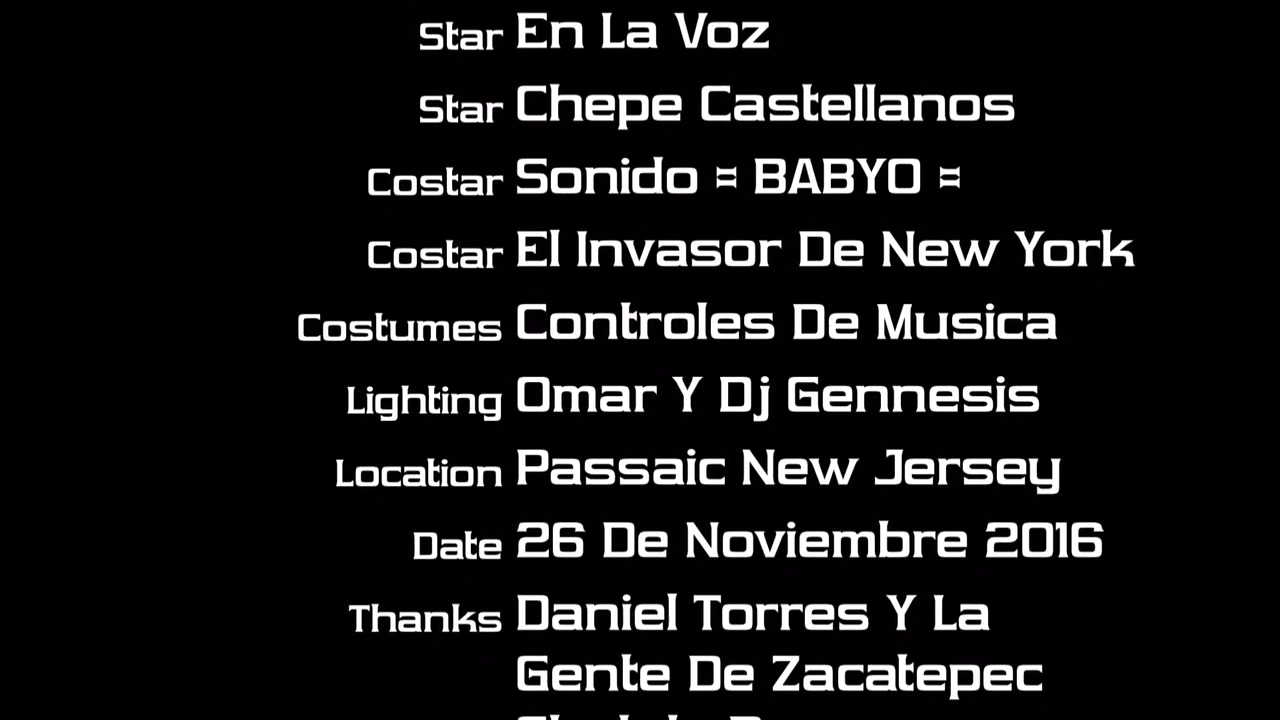 Star En La Voz
Star Chepe Castellanos
Costar Sonido ¤ BABYO ¤
Costar El Invasor De New York
Costumes Controles De Musica
Lighting Omar Y Dj Gennesis
Location Passaic New Jersey
Date 26 De Noviembre 2016
Thanks Daniel Torres Y La
Gente De Zacatepec